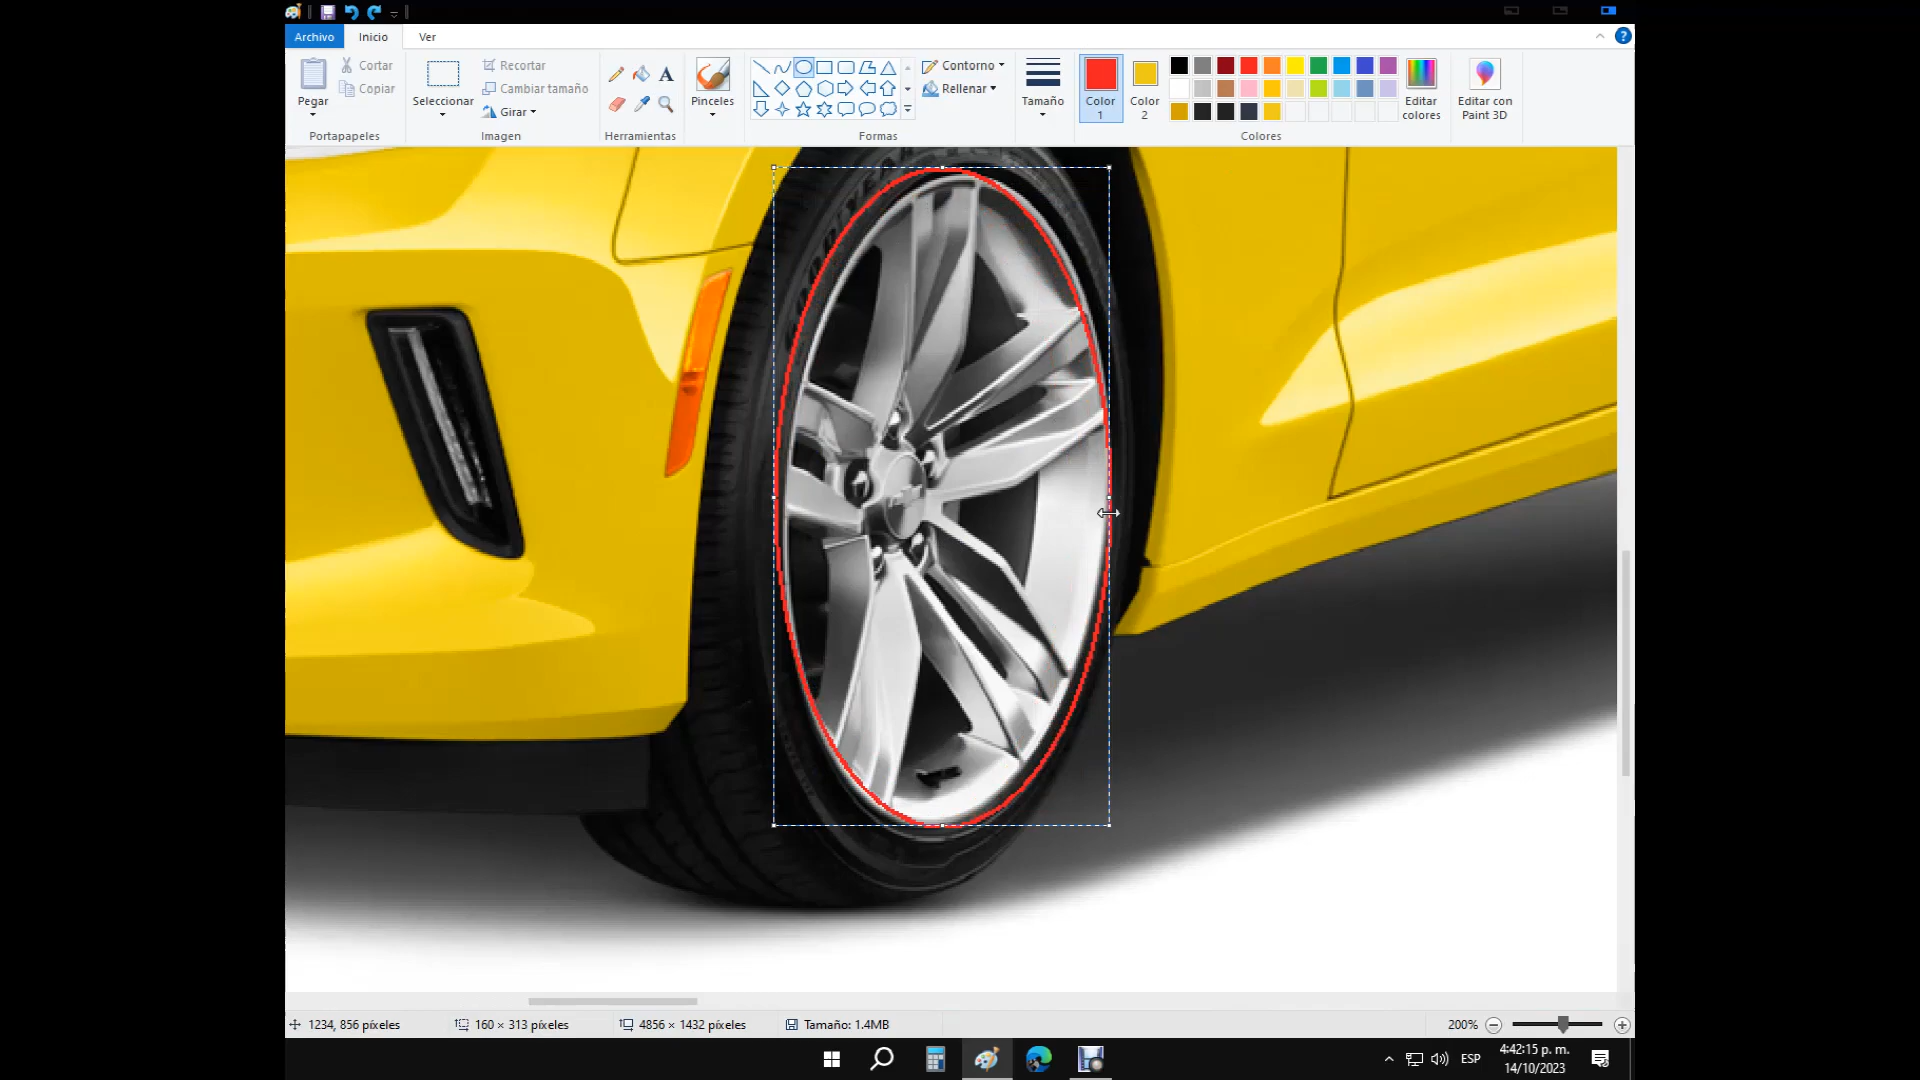 Archivo Inicio Ver
Pegar
Cortar
Copiar
Portapapeles
Seleccionar
Recortar
Cambiar tamaño
Girar
Imagen
A
Herramientas
Pinceles
Contorno
Rellenar
Formas
Tamaño
Color
1
Color
2
Editar
colores
Colores
Editar con
Paint 3D
1234, 856 píxeles
160 × 313 píxeles
4856 × 1432 píxeles
Tamaño: 1.4MB
200%
ESP
4:42:15 p. m.
14/10/2023